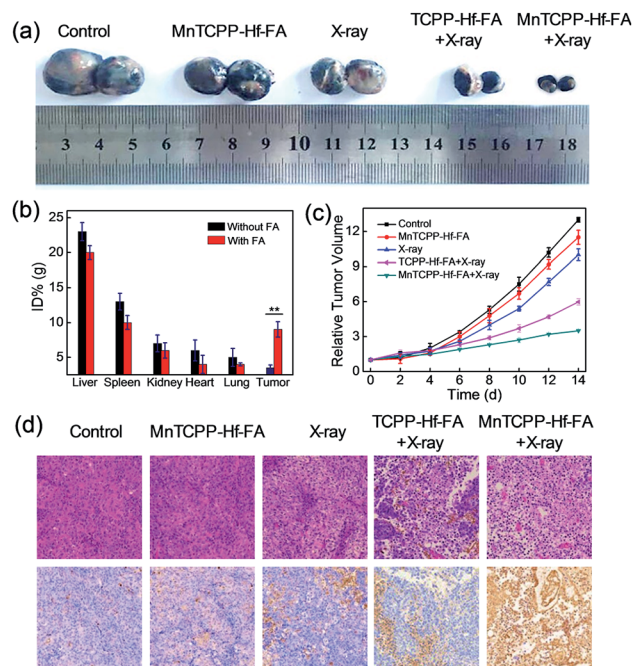 (a)
Control
MnTCPP-Hf-FA
X-ray
TCPP-Hf-FA
+X-ray
MnTCPP-Hf-FA
+X-ray
3 4 5 6 7 8 9 10 11 12 13 14 15 16 17 18
(b)
ID% (g)
25
20
15
10
5
Without FA
With FA
**
Liver Spleen Kidney Heart Lung Tumor
(c)
Relative Tumor Volume
12
9
6
3
0
Control
MnTCPP-Hf-FA
X-ray
TCPP-Hf-FA+X-ray
MnTCPP-Hf-FA+X-ray
0 2 4 6 8 10 12 14
Time (d)
(d)
Control
MnTCPP-Hf-FA
X-ray
TCPP-Hf-FA
+X-ray
MnTCPP-Hf-FA
+X-ray